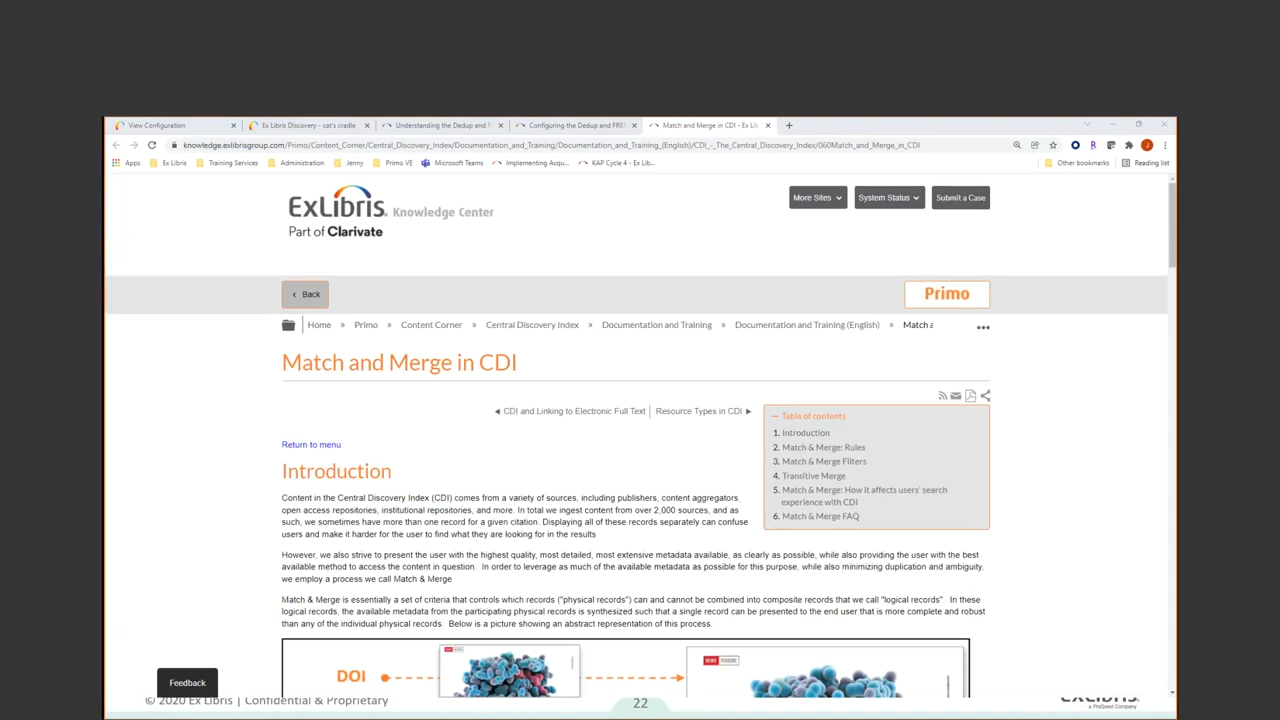 View Configuration
Ex Libris Discovery - cat's cradle
Understanding the Dedup and F
Configuring the Dedup and FRB
Match and Merge in CDI - Ex Lib
knowledge.exlibrisgroup.com/Primo/Content_Corner/Central_Discovery_Index/Documentation_and_Training/Documentation_and_Training_(English)/CDI_-_The_Central_Discovery_Index/060Match_and_Merge_in_CDI
Apps Ex Libris Training Services Administration Jenny Primo VE Microsoft Teams Implementing Acqu... KAP Cycle 4 - Ex Lib... Other bookmarks Reading list
ExLibris Knowledge Center
Part of Clarivate
More Sites System Status Submit a Case
Back
Primo
Home » Primo » Content Corner » Central Discovery Index » Documentation and Training » Documentation and Training (English) » Match a
Match and Merge in CDI
◄ CDI and Linking to Electronic Full Text | Resource Types in CDI ►
Table of contents
1. Introduction
2. Match & Merge: Rules
3. Match & Merge Filters
4. Transitive Merge
5. Match & Merge: How it affects users' search
experience with CDI
6. Match & Merge FAQ
Return to menu
Introduction
Content in the Central Discovery Index (CDI) comes from a variety of sources, including publishers, content aggregators,
open access repositories, institutional repositories, and more. In total we ingest content from over 2,000 sources, and as
such, we sometimes have more than one record for a given citation. Displaying all of these records separately can confuse
users and make it harder for the user to find what they are looking for in the results
However, we also strive to present the user with the highest quality, most detailed, most extensive metadata available, as clearly as possible, while also providing the user with the best
available method to access the content in question. In order to leverage as much of the available metadata as possible for this purpose, while also minimizing duplication and ambiguity,
we employ a process we call Match & Merge
Match & Merge is essentially a set of criteria that controls which records ("physical records") can and cannot be combined into composite records that we call "logical records". In these
logical records, the available metadata from the participating physical records is synthesized such that a single record can be presented to the end user that is more complete and robust
than any of the individual physical records. Below is a picture showing an abstract representation of this process.
DOI
NEWS FEATURE
Feedback
© 2020 Ex Libris | Confidential & Proprietary
22
ExLibris
a ProQuest Company